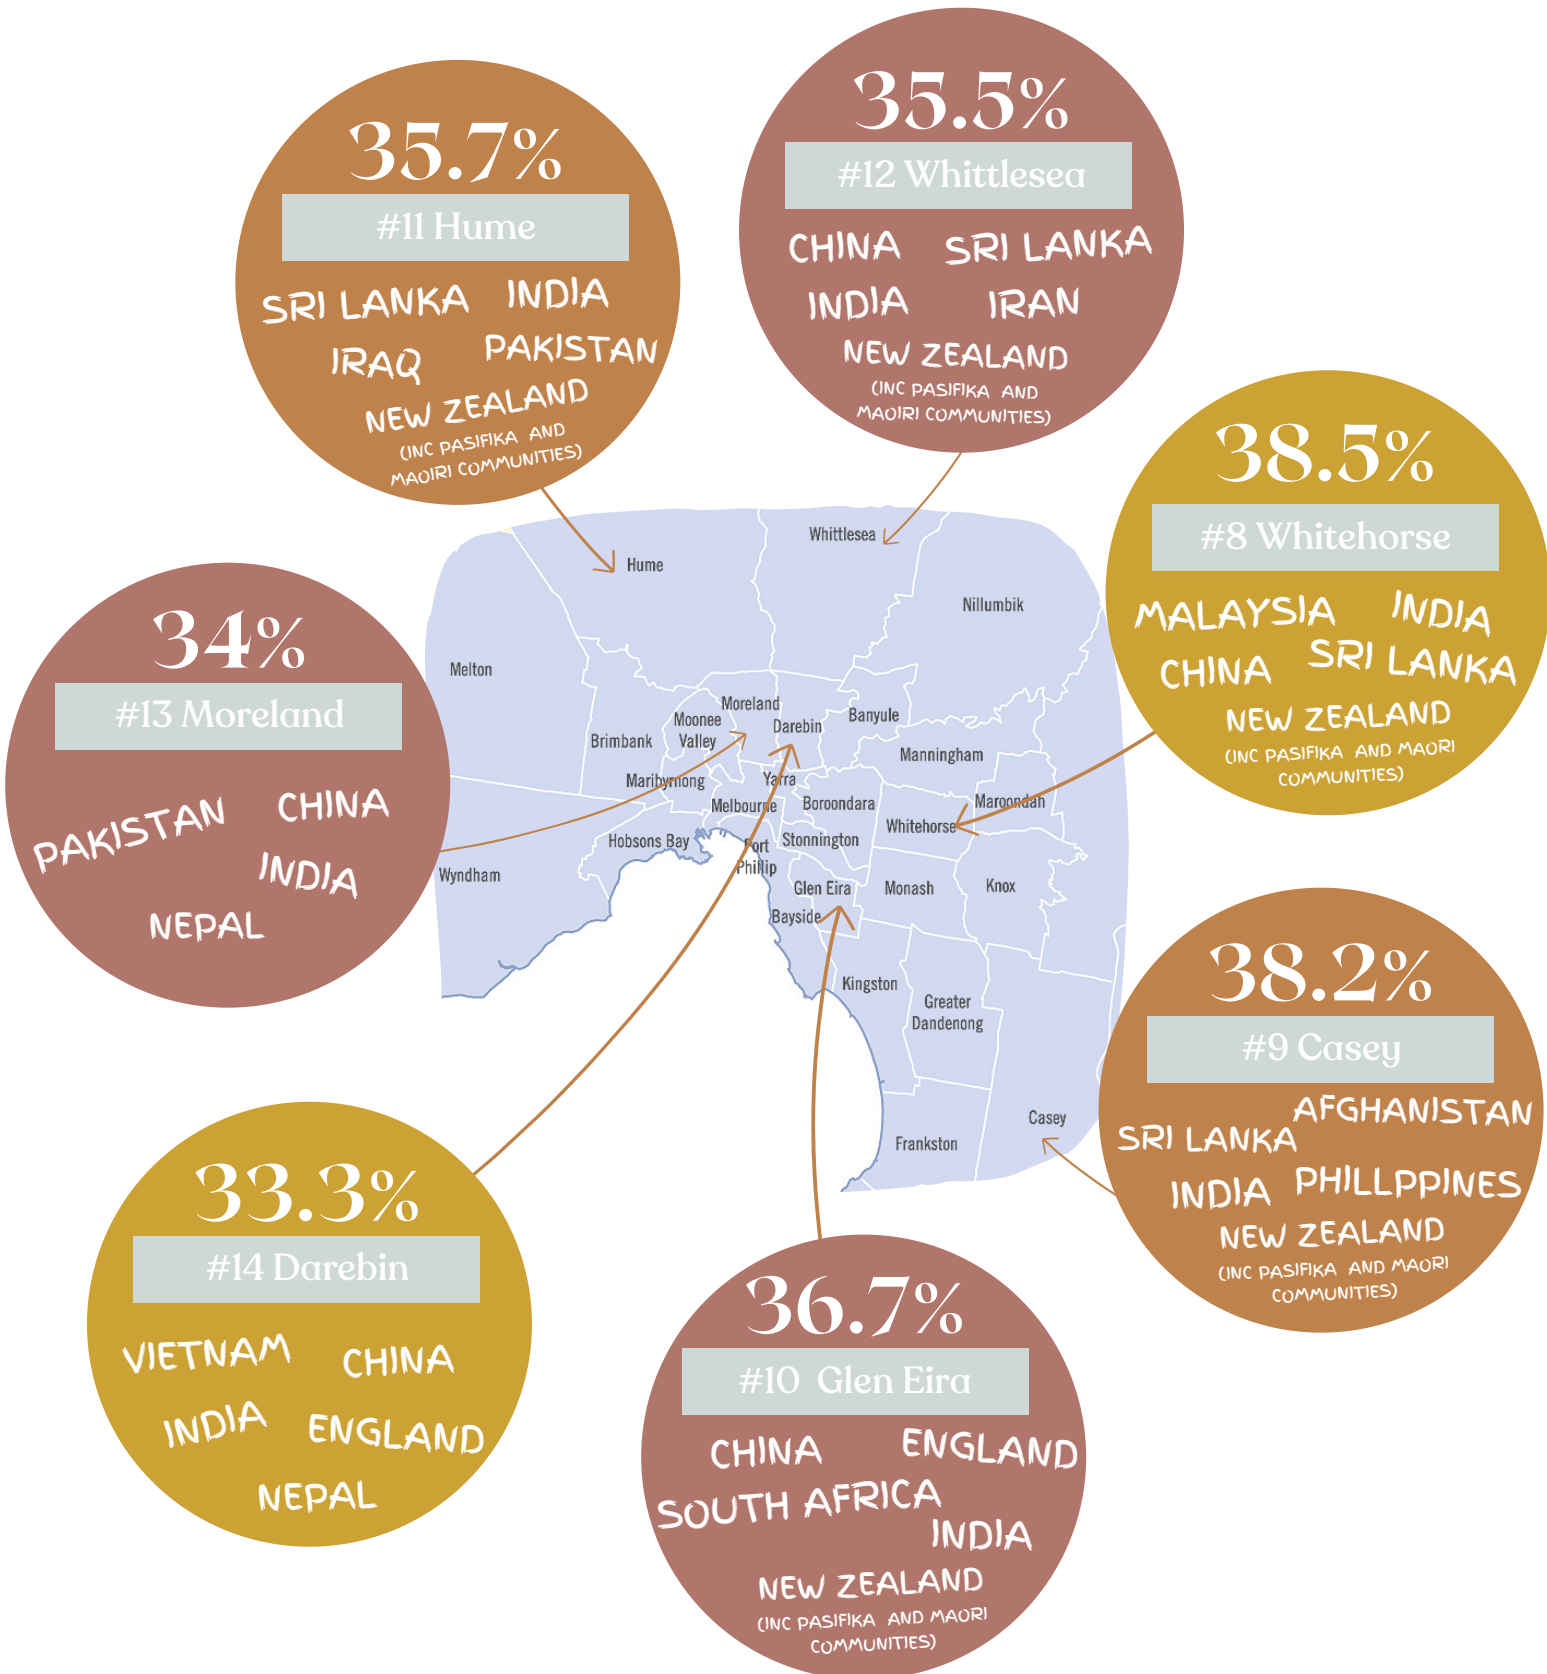 35.5%
#12 Whittlesea
CHINA SRI LANKA
INDIA IRAN
NEW ZEALAND
(INC PASIFIKA AND
MAOIRI COMMUNITIES)
35.7%
#11 Hume
SRI LANKA INDIA
IRAQ PAKISTAN
NEW ZEALAND
(INC PASIFIKA AND
MAOIRI COMMUNITIES)
38.5%
#8 Whitehorse
MALAYSIA INDIA
CHINA SRI LANKA
NEW ZEALAND
(INC PASIFIKA AND MAORI
COMMUNITIES)
34%
#13 Moreland
PAKISTAN CHINA
INDIA
NEPAL
Whittlesea
Hume
Nillumbik
Melton
Moreland
Moonee
Valley
Darebin
Banyule
Brimbank
Manningham
Maribyrnong
Yarra
Melbourne
Boroondara
Maroondah
Whitehorse
Hobsons Bay
Port
Phillip
Stonnington
Wyndham
Glen Eira
Monash
Knox
Bayside
Kingston
Greater
Dandenong
Casey
Frankston
38.2%
#9 Casey
AFGHANISTAN
SRI LANKA
INDIA PHILLPPINES
NEW ZEALAND
(INC PASIFIKA AND MAORI
COMMUNITIES)
33.3%
#14 Darebin
VIETNAM CHINA
INDIA ENGLAND
NEPAL
36.7%
#10 Glen Eira
CHINA ENGLAND
SOUTH AFRICA
INDIA
NEW ZEALAND
(INC PASIFIKA AND MAORI
COMMUNITIES)